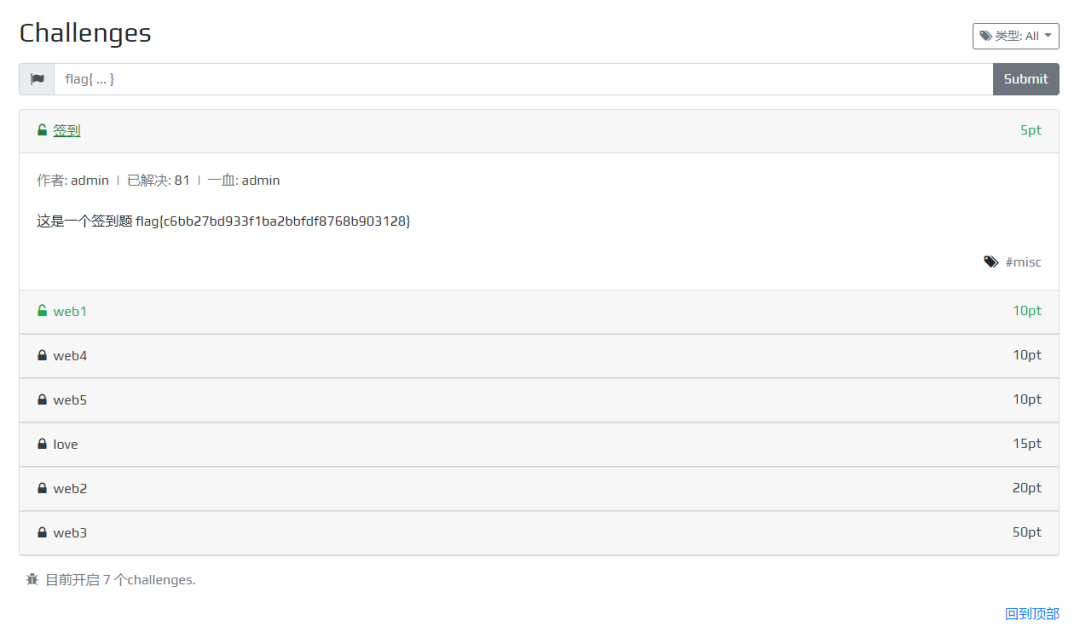 Challenges
类型: All
flag{ ... }
Submit
签到
5pt
作者: admin | 已解决: 81 | 一血: admin
这是一个签到题 flag{c6bb27bd933f1ba2bbfdf8768b903128}
#misc
web1
10pt
web4
10pt
web5
10pt
love
15pt
web2
20pt
web3
50pt
目前开启 7 个challenges.
回到顶部